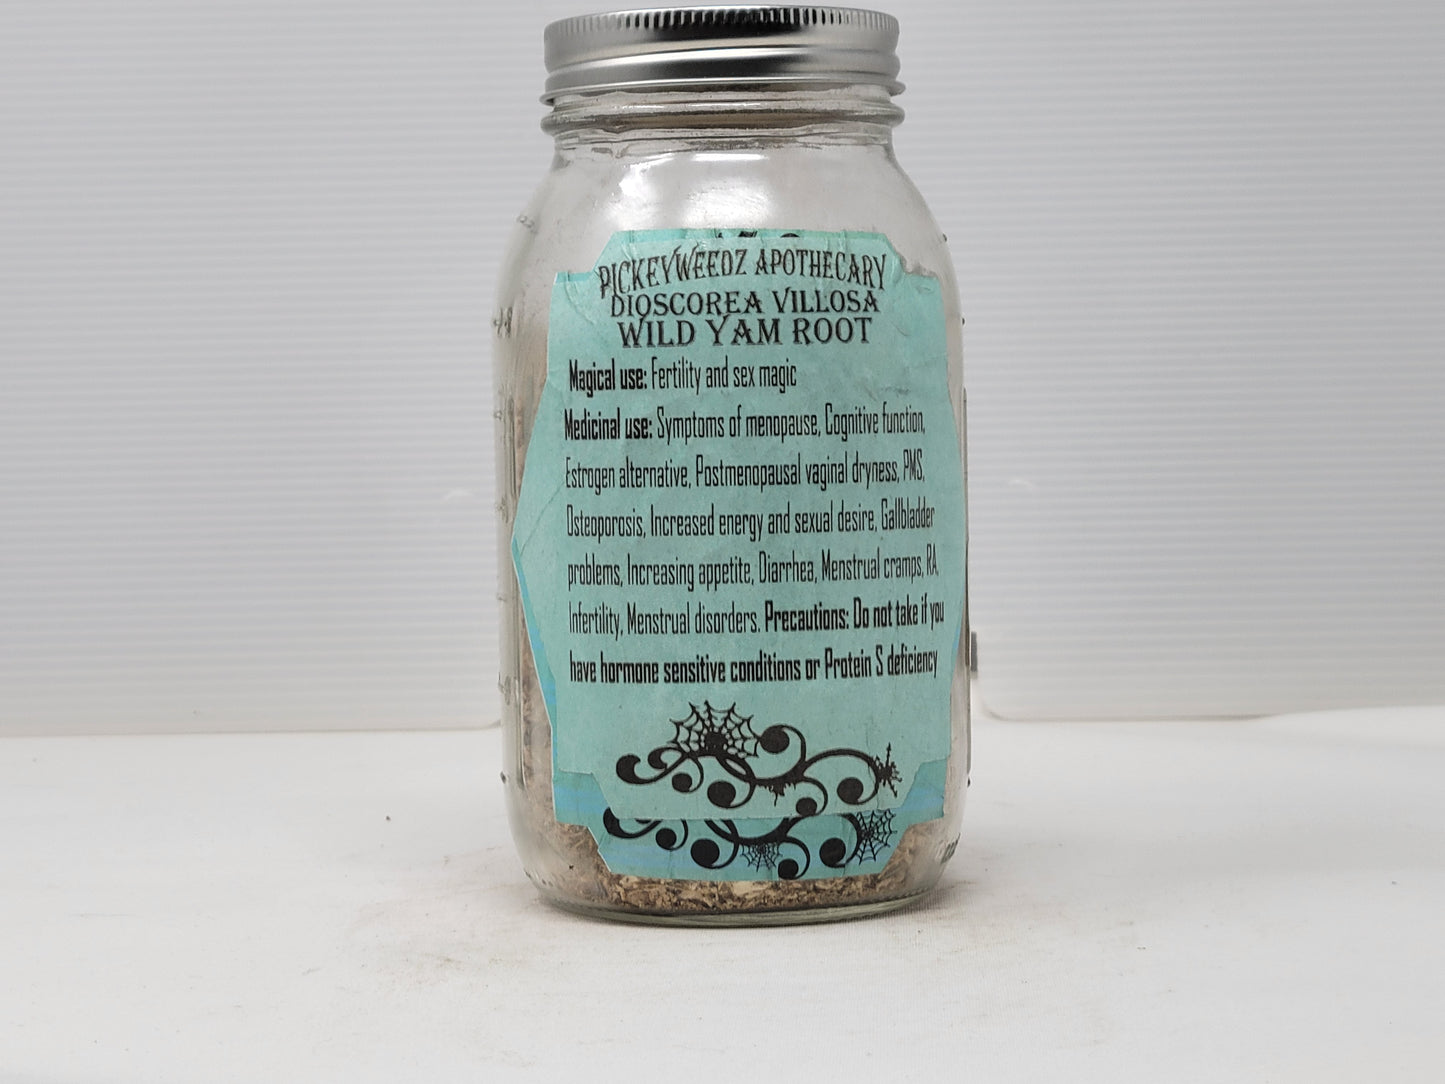 PICKEYWEEDZ APOTHECARY
DIOSCOREA VILLOSA
WILD YAM ROOT
Magical use: Fertility and sex magic
Medicinal use: Symptoms of menopause, Cognitive function,
Estrogen alternative, Postmenopausal vaginal dryness, PMS,
Osteoporosis, Increased energy and sexual desire, Gallbladder
problems, Increasing appetite, Diarrhea, Menstrual cramps, RA,
Infertility, Menstrual disorders. Precautions: Do not take if you
have hormone sensitive conditions or Protein S deficiency